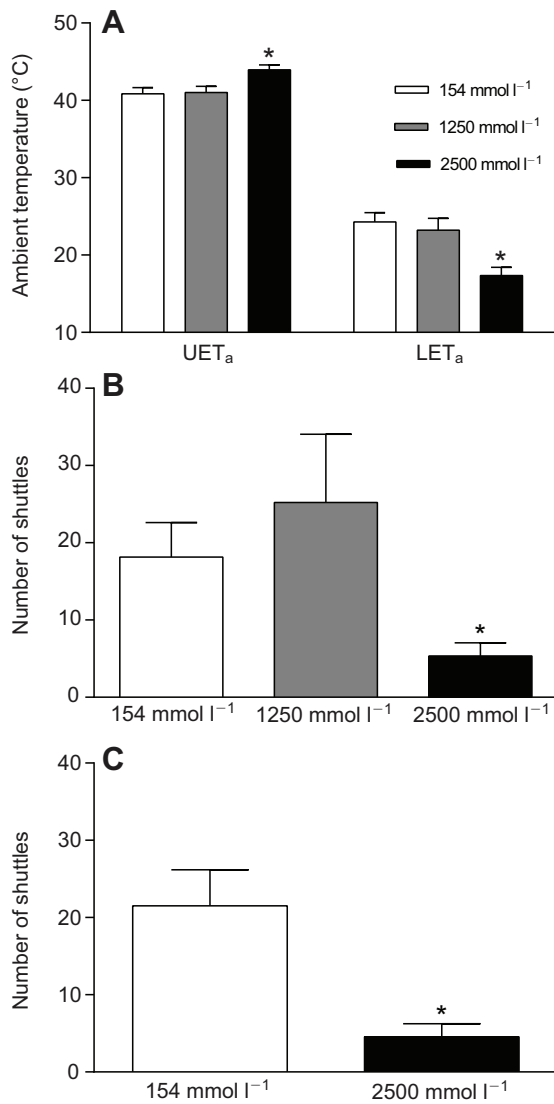 A
50
40
30
20
10
Ambient temperature (°C)
*
*
154 mmol l⁻¹
1250 mmol l⁻¹
2500 mmol l⁻¹
UETₐ
LETₐ
B
40
30
20
10
0
Number of shuttles
*
154 mmol l⁻¹ 1250 mmol l⁻¹ 2500 mmol l⁻¹
C
40
30
20
10
0
Number of shuttles
*
154 mmol l⁻¹ 2500 mmol l⁻¹